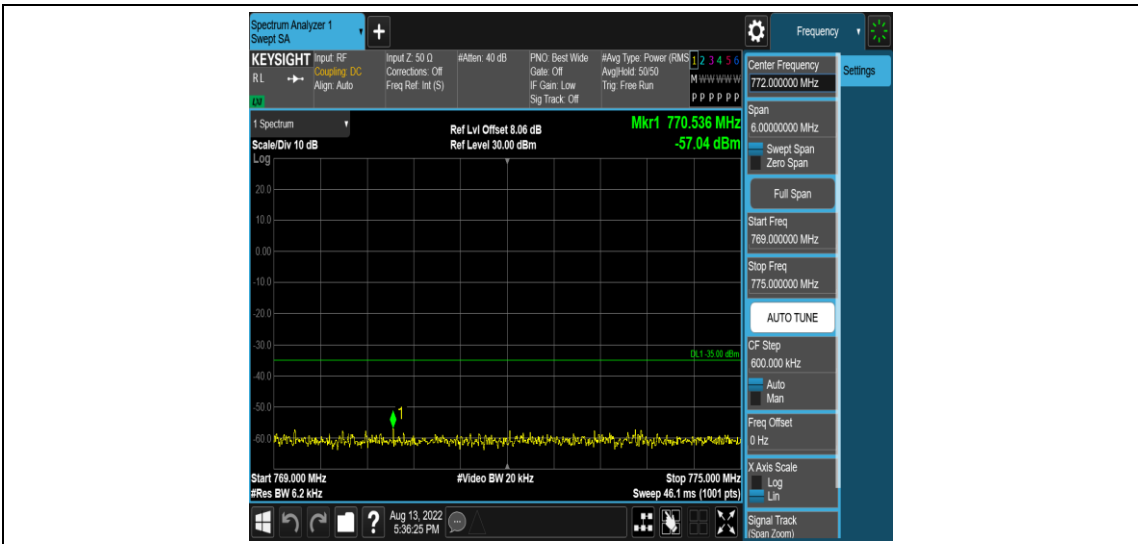 Spectrum Analyzer 1
Swept SA
Frequency
KEYSIGHT
RL
LXI
Input: RF
Coupling: DC
Align: Auto
Input Z: 50 Ω
Corrections: Off
Freq Ref: Int (S)
#Atten: 40 dB
PNO: Best Wide
Gate: Off
IF Gain: Low
Sig Track: Off
#Avg Type: Power (RMS
Avg|Hold: 50/50
Trig: Free Run
1 2 3 4 5 6
M W W W W W
P P P P P P
1 Spectrum
Scale/Div 10 dB
Log
Ref Lvl Offset 8.06 dB
Ref Level 30.00 dBm
Mkr1 770.536 MHz
-57.04 dBm
20.0
10.0
0.00
-10.0
-20.0
-30.0
DL1 -35.00 dBm
-40.0
-50.0
1
-60.0
Start 769.000 MHz
#Video BW 20 kHz
Stop 775.000 MHz
#Res BW 6.2 kHz
Sweep 46.1 ms (1001 pts)
?
Aug 13, 2022
5:36:25 PM
Center Frequency
772.000000 MHz
Settings
Span
6.00000000 MHz
Swept Span
Zero Span
Full Span
Start Freq
769.000000 MHz
Stop Freq
775.000000 MHz
AUTO TUNE
CF Step
600.000 kHz
Auto
Man
Freq Offset
0 Hz
X Axis Scale
Log
Lin
Signal Track
(Span Zoom)